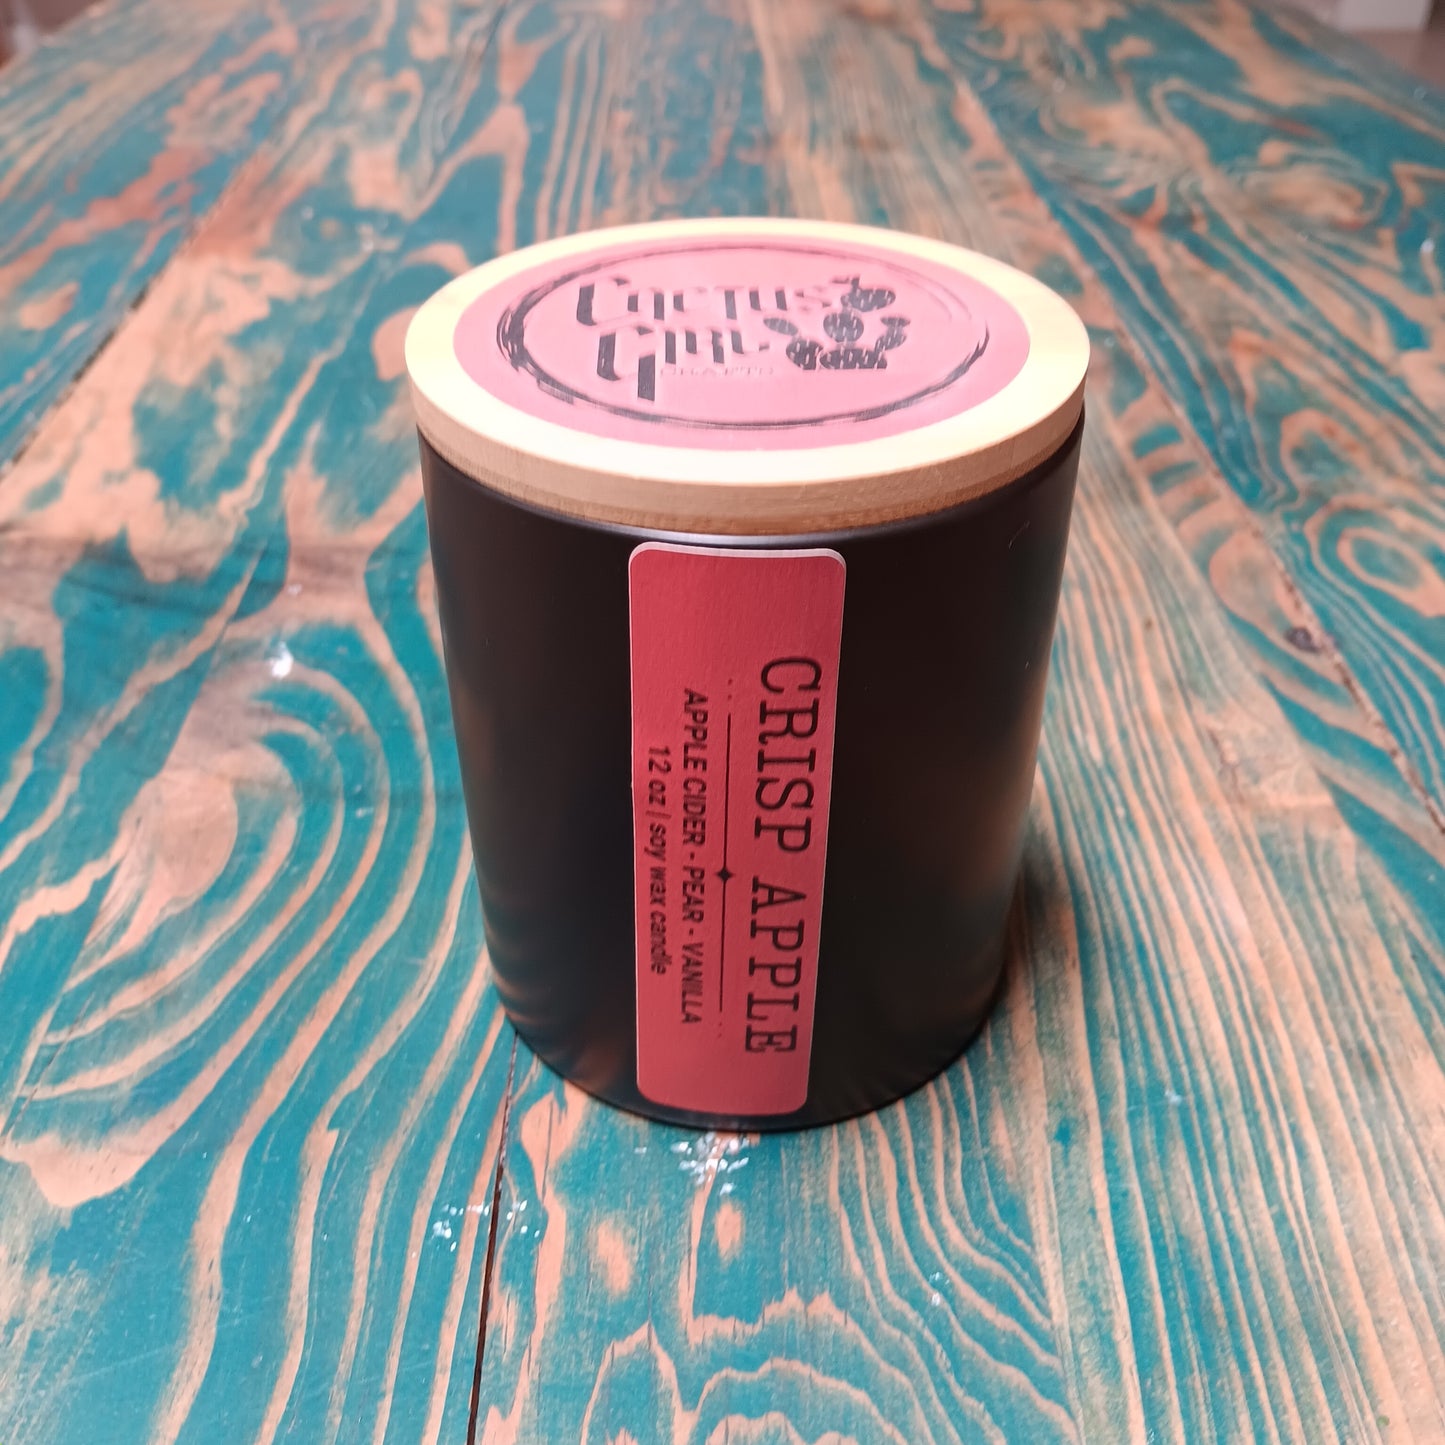 Cactus
Girl
CRAFTS
CRISP APPLE
APPLE CIDER - PEAR - VANILLA
12 oz | soy wax candle